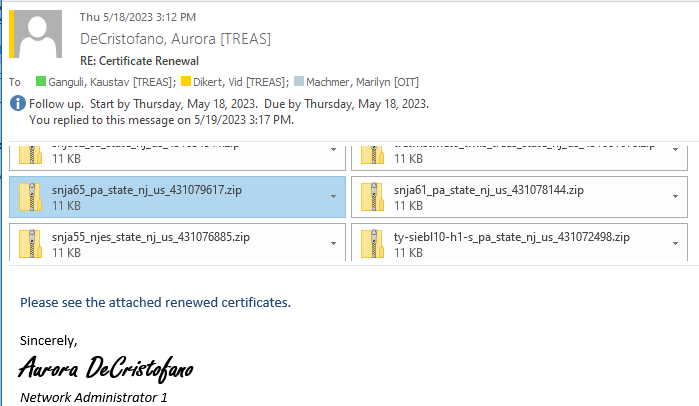 Thu 5/18/2023 3:12 PM
DeCristofano, Aurora [TREAS]
RE: Certificate Renewal
To Ganguli, Kaustav [TREAS]; Dikert, Vid [TREAS]; Machmer, Marilyn [OIT]
Follow up. Start by Thursday, May 18, 2023. Due by Thursday, May 18, 2023.
You replied to this message on 5/19/2023 3:17 PM.
11 KB 11 KB
snja65_pa_state_nj_us_431079617.zip snja61_pa_state_nj_us_431078144.zip
11 KB 11 KB
snja55_njes_state_nj_us_431076885.zip ty-siebl10-h1-s_pa_state_nj_us_431072498.zip
11 KB 11 KB
Please see the attached renewed certificates.
Sincerely,
Aurora DeCristofano
Network Administrator 1